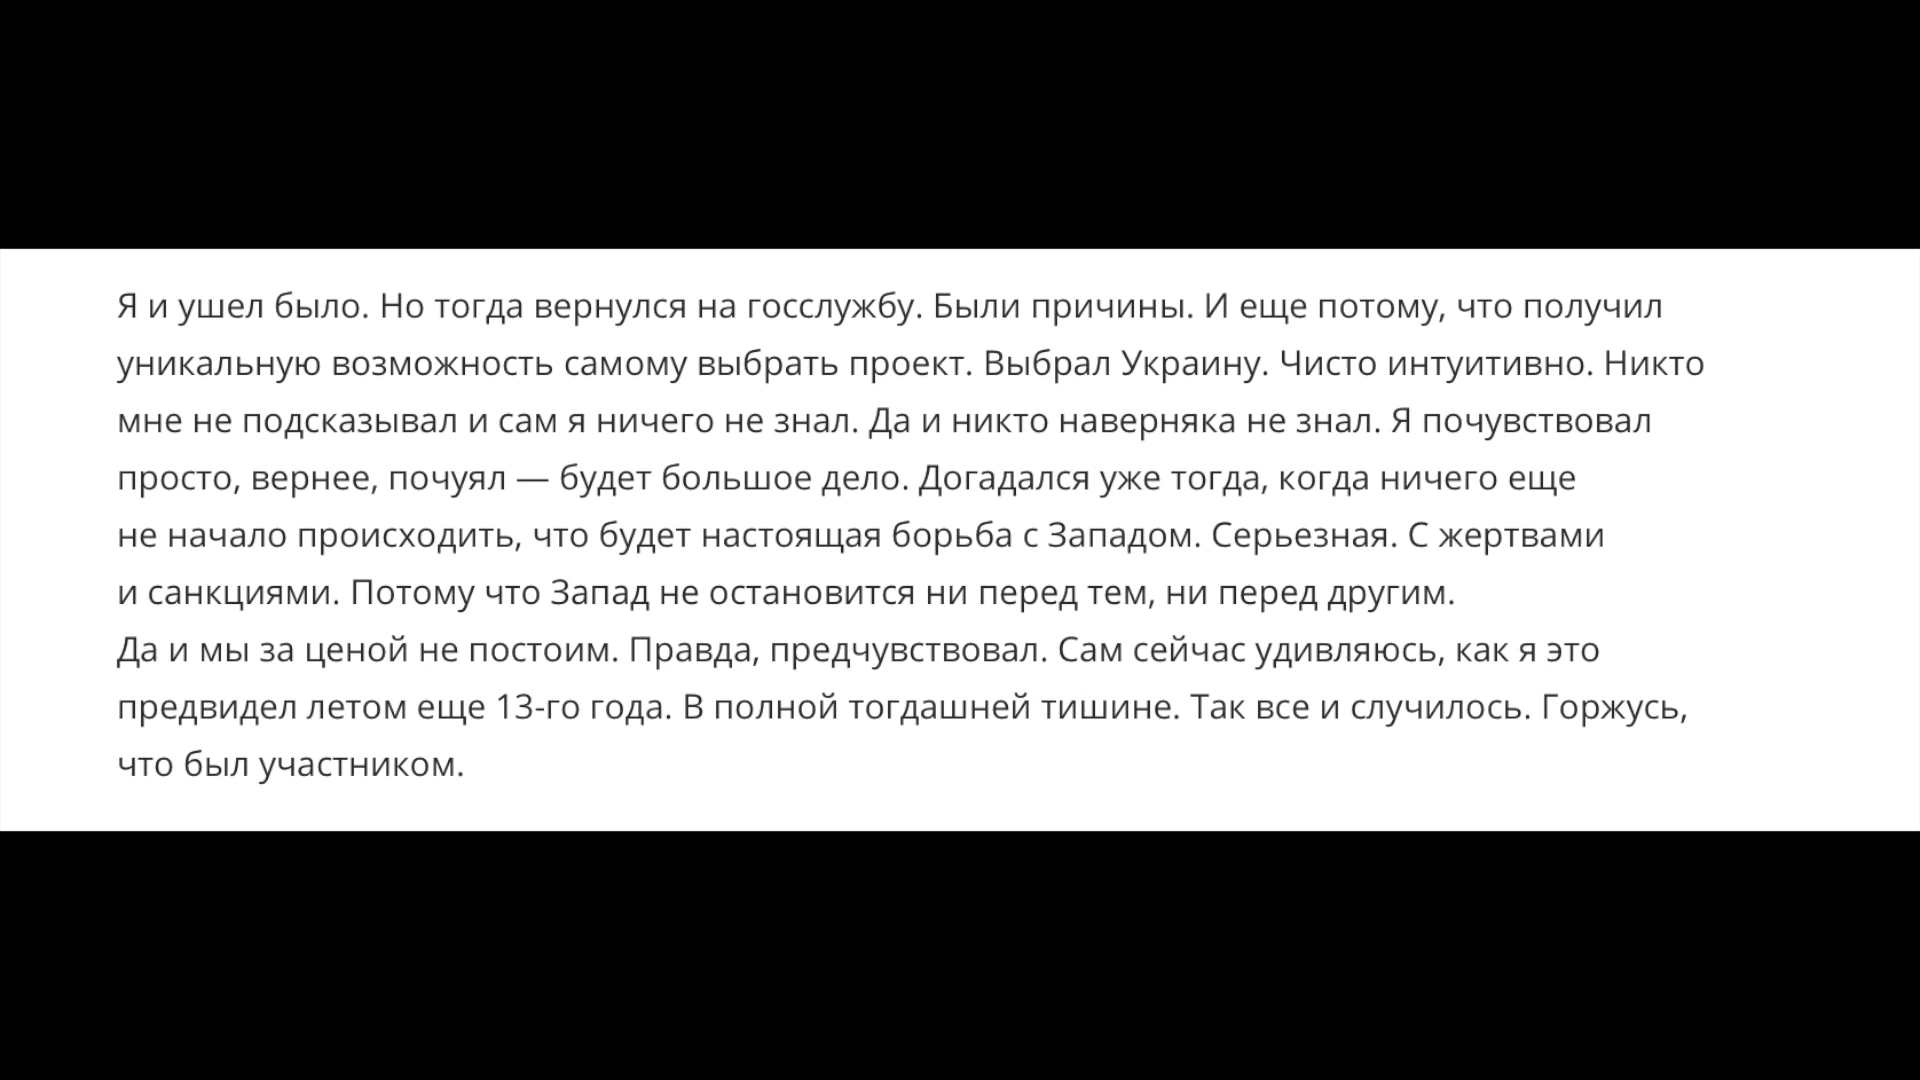 Я и ушел было. Но тогда вернулся на госслужбу. Были причины. И еще потому, что получил
уникальную возможность самому выбрать проект. Выбрал Украину. Чисто интуитивно. Никто
мне не подсказывал и сам я ничего не знал. Да и никто наверняка не знал. Я почувствовал
просто, вернее, почуял — будет большое дело. Догадался уже тогда, когда ничего еще
не начало происходить, что будет настоящая борьба с Западом. Серьезная. С жертвами
и санкциями. Потому что Запад не остановится ни перед тем, ни перед другим.
Да и мы за ценой не постоим. Правда, предчувствовал. Сам сейчас удивляюсь, как я это
предвидел летом еще 13-го года. В полной тогдашней тишине. Так все и случилось. Горжусь,
что был участником.